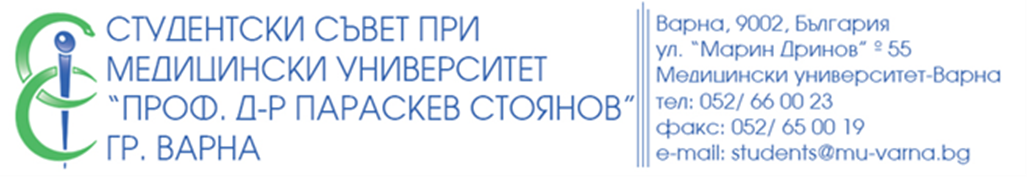 СТУДЕНТСКИ СЪВЕТ ПРИ
МЕДИЦИНСКИ УНИВЕРСИТЕТ
"ПРОФ. Д-Р ПАРАСКЕВ СТОЯНОВ"
ГР. ВАРНА
Варна, 9002, България
ул. "Марин Дринов" º 55
Медицински университет-Варна
тел: 052/ 66 00 23
факс: 052/ 65 00 19
e-mail: students@mu-varna.bg